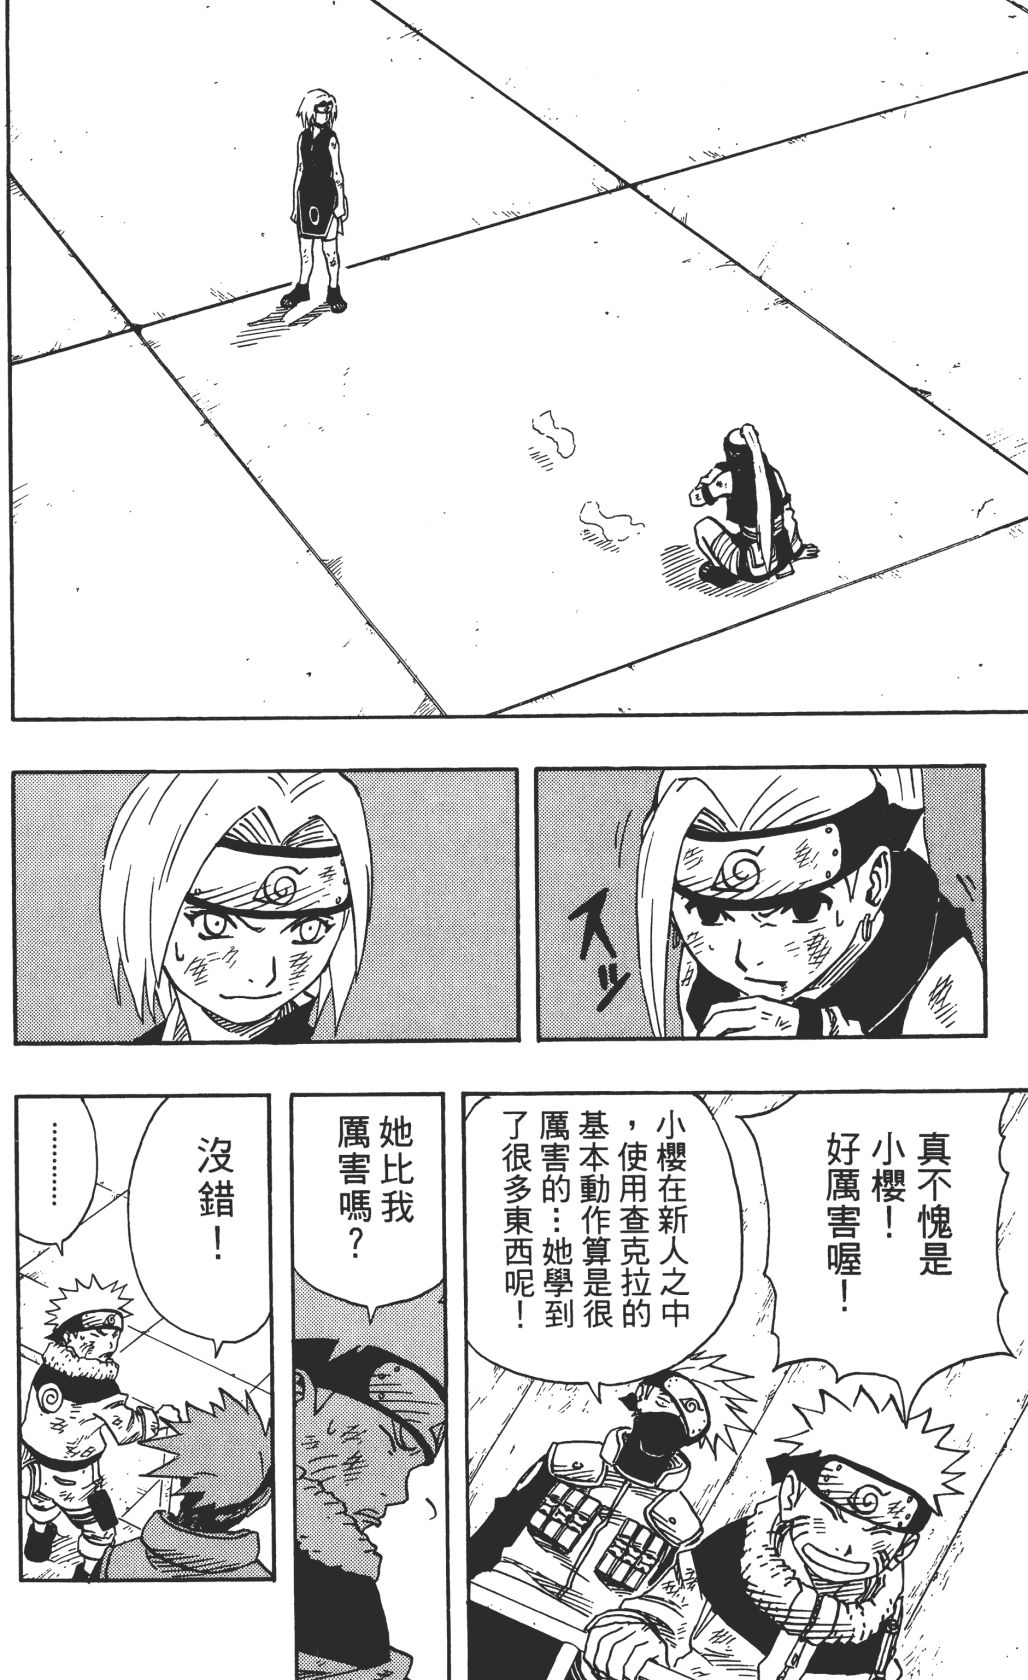 ズッ
真不愧是
小櫻！
好厲害喔！
小櫻在新人之中
，使用查克拉的
基本動作算是很
厲害的…她學到
了很多東西呢！
她比我
厲害嗎？
沒錯！
…………